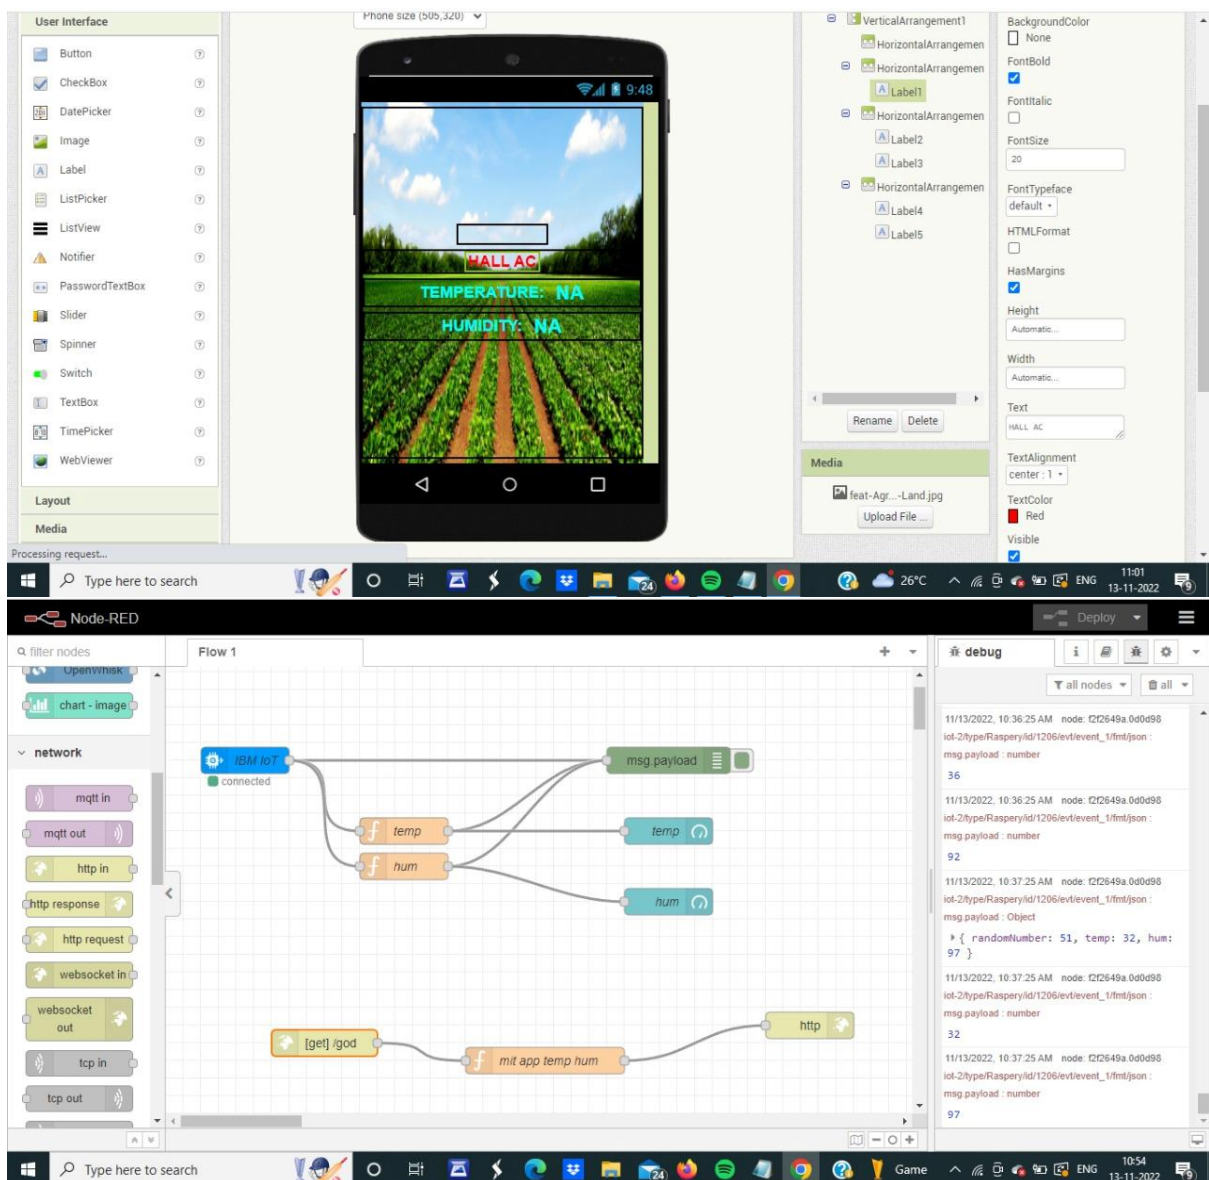 User Interface
Button
CheckBox
DatePicker
Image
Label
ListPicker
ListView
Notifier
PasswordTextBox
Slider
Spinner
Switch
TextBox
TimePicker
WebViewer
Layout
Media
Processing request...
Phone size (505,320)
9:48
HALL AC
TEMPERATURE: NA
HUMIDITY: NA
VerticalArrangement1
HorizontalArrangemen
HorizontalArrangemen
Label1
HorizontalArrangemen
Label2
Label3
HorizontalArrangemen
Label4
Label5
Rename Delete
Media
feat-Agr...-Land.jpg
Upload File ...
BackgroundColor
None
FontBold
FontItalic
FontSize
20
FontTypeface
default
HTMLFormat
HasMargins
Height
Automatic...
Width
Automatic...
Text
HALL AC
TextAlignment
center : 1
TextColor
Red
Visible
Type here to search
24
26°C
ENG
11:01
13-11-2022
9
Node-RED
Deploy
filter nodes
OpenWhisk
chart - image
network
mqtt in
mqtt out
http in
http response
http request
websocket in
websocket
out
tcp in
tcp out
Flow 1
IBM IoT
connected
msg.payload
temp
temp
hum
hum
[get] /god
mit app temp hum
http
debug
i
all nodes
all
11/13/2022, 10:36:25 AM node: f2f2649a.0d0d98
iot-2/type/Raspery/id/1206/evt/event_1/fmt/json :
msg.payload : number
36
11/13/2022, 10:36:25 AM node: f2f2649a.0d0d98
iot-2/type/Raspery/id/1206/evt/event_1/fmt/json :
msg.payload : number
92
11/13/2022, 10:37:25 AM node: f2f2649a.0d0d98
iot-2/type/Raspery/id/1206/evt/event_1/fmt/json :
msg.payload : Object
{ randomNumber: 51, temp: 32, hum:
97 }
11/13/2022, 10:37:25 AM node: f2f2649a.0d0d98
iot-2/type/Raspery/id/1206/evt/event_1/fmt/json :
msg.payload : number
32
11/13/2022, 10:37:25 AM node: f2f2649a.0d0d98
iot-2/type/Raspery/id/1206/evt/event_1/fmt/json :
msg.payload : number
97
Type here to search
24
Game
ENG
10:54
13-11-2022
9